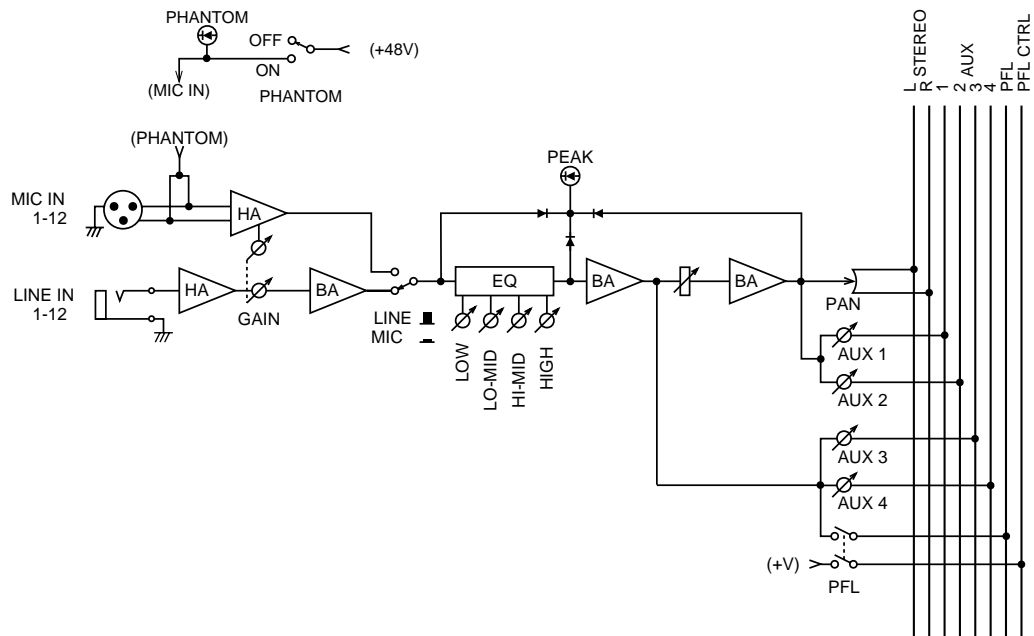 PHANTOM
OFF
(+48V)
ON
(MIC IN)
PHANTOM
L
R STEREO
1
2 AUX
3
4
PFL
PFL CTRL
(PHANTOM)
MIC IN
1-12
HA
PEAK
LINE IN
1-12
HA
GAIN
BA
EQ
BA
BA
PAN
LINE
MIC
LOW
LO-MID
HI-MID
HIGH
AUX 1
AUX 2
AUX 3
AUX 4
(+V)
PFL